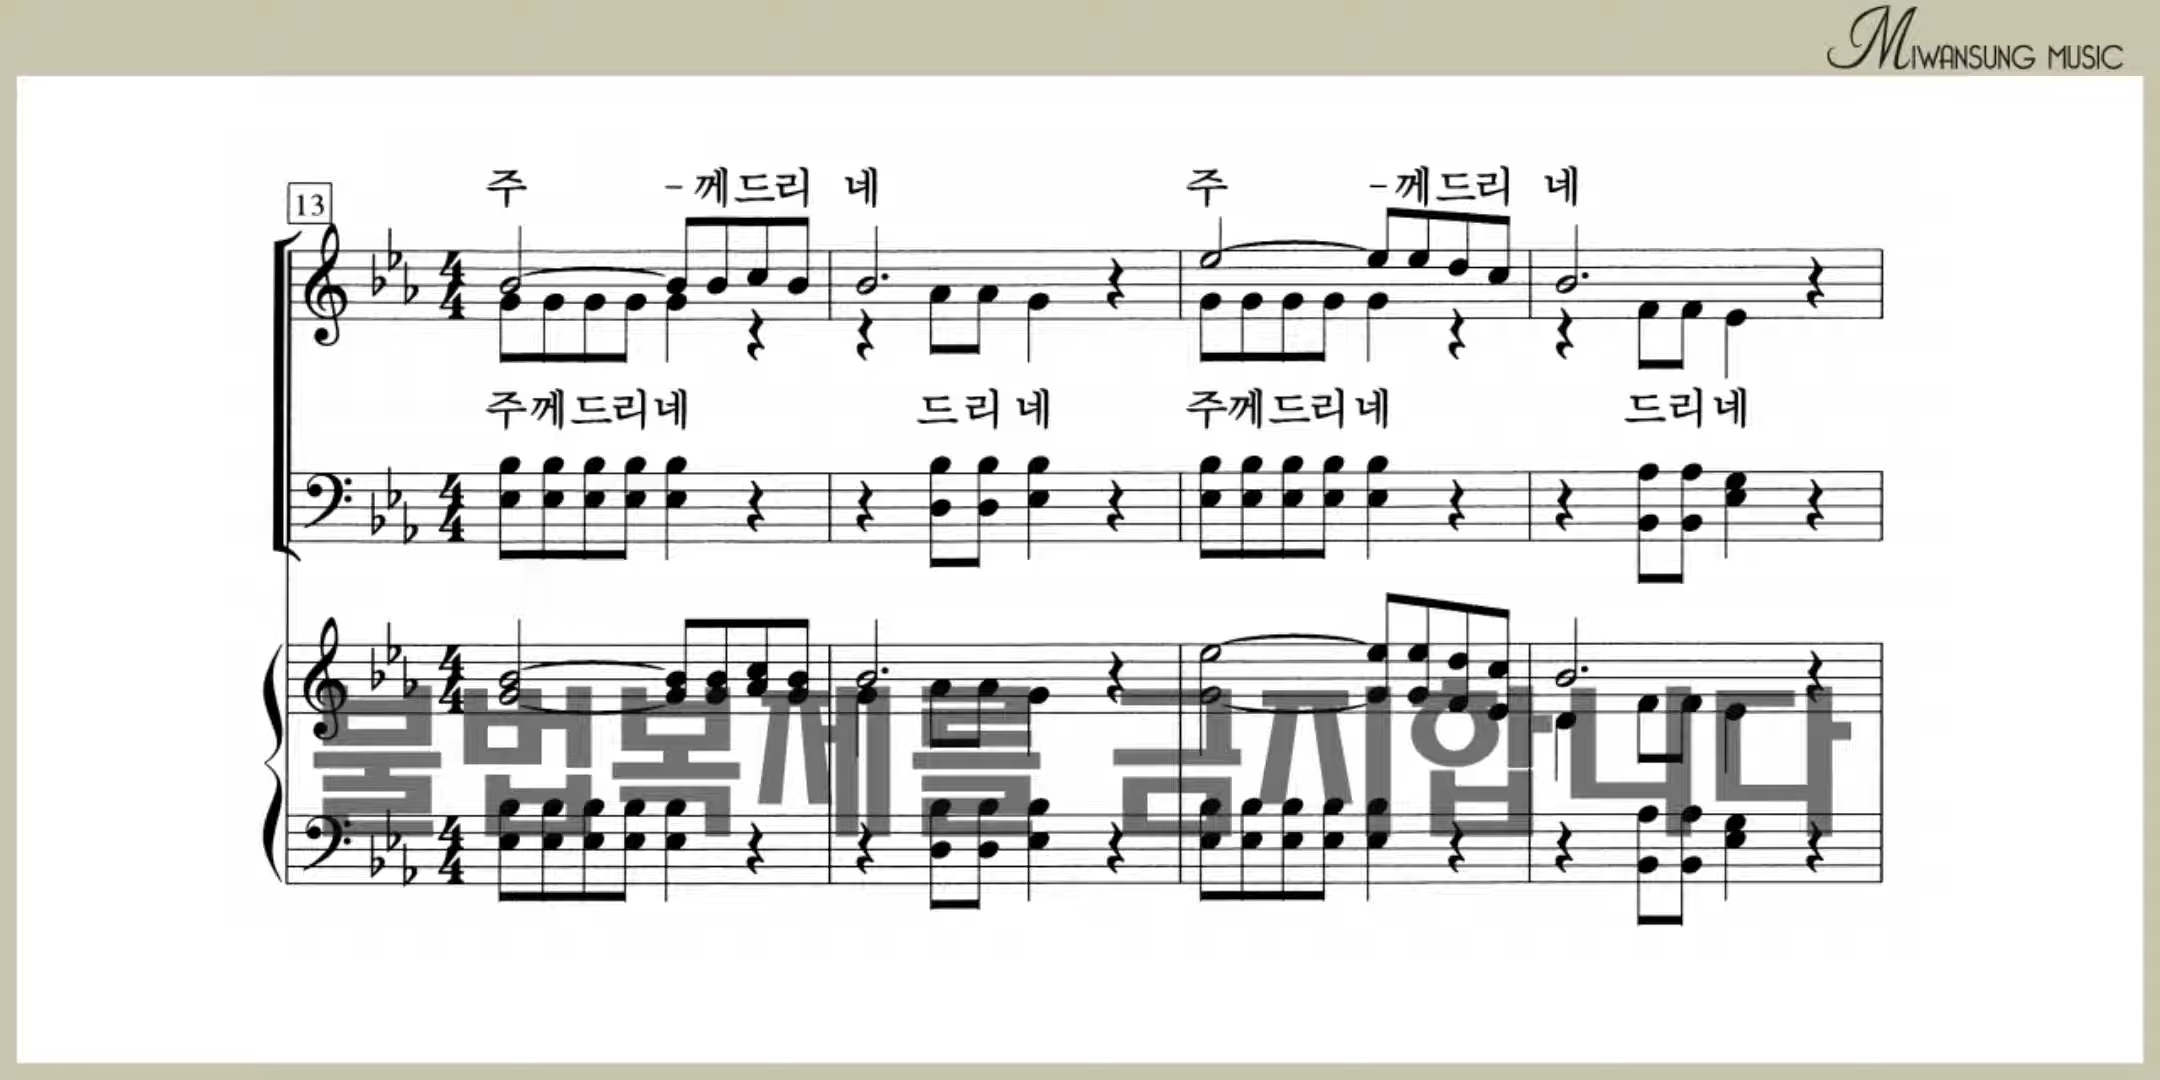 MIWANSUNG MUSIC
주 - 께드리 네 주 - 께드리 네
13
주께드리네 드리네 주께드리네 드리네
불법복제를 금지합니다